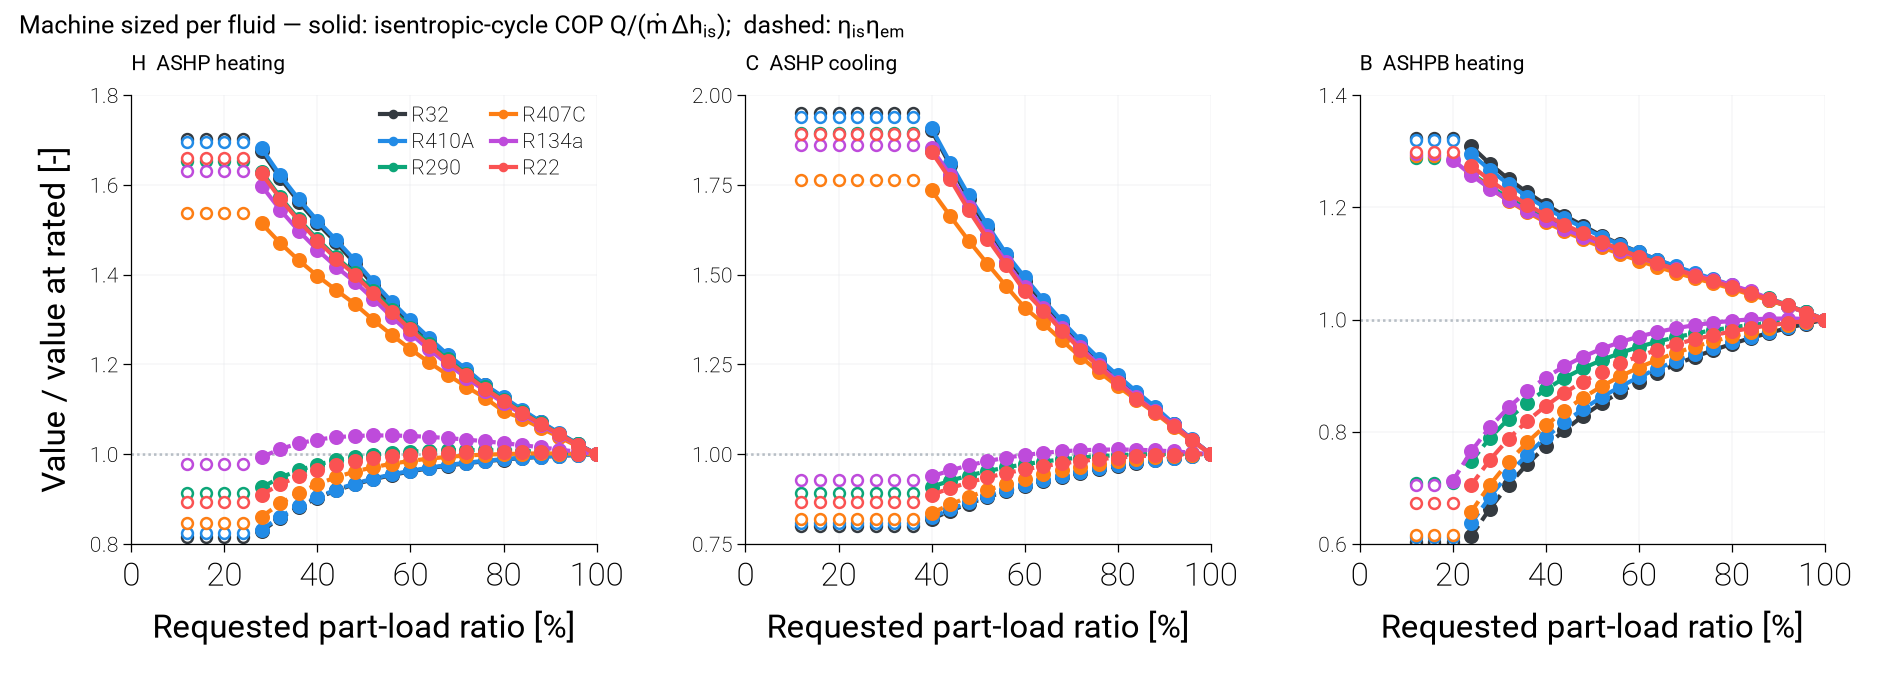 Machine sized per fluid — solid: isentropic-cycle COP Q/(ṁ Δhis);  dashed: ηisηem
H  ASHP heating
C  ASHP cooling
B  ASHPB heating
Value / value at rated [-]
1.8
1.6
1.4
1.2
1.0
0.8
R32
R410A
R290
R407C
R134a
R22
0 20 40 60 80 100
Requested part-load ratio [%]
2.00
1.75
1.50
1.25
1.00
0.75
0 20 40 60 80 100
Requested part-load ratio [%]
1.4
1.2
1.0
0.8
0.6
0 20 40 60 80 100
Requested part-load ratio [%]